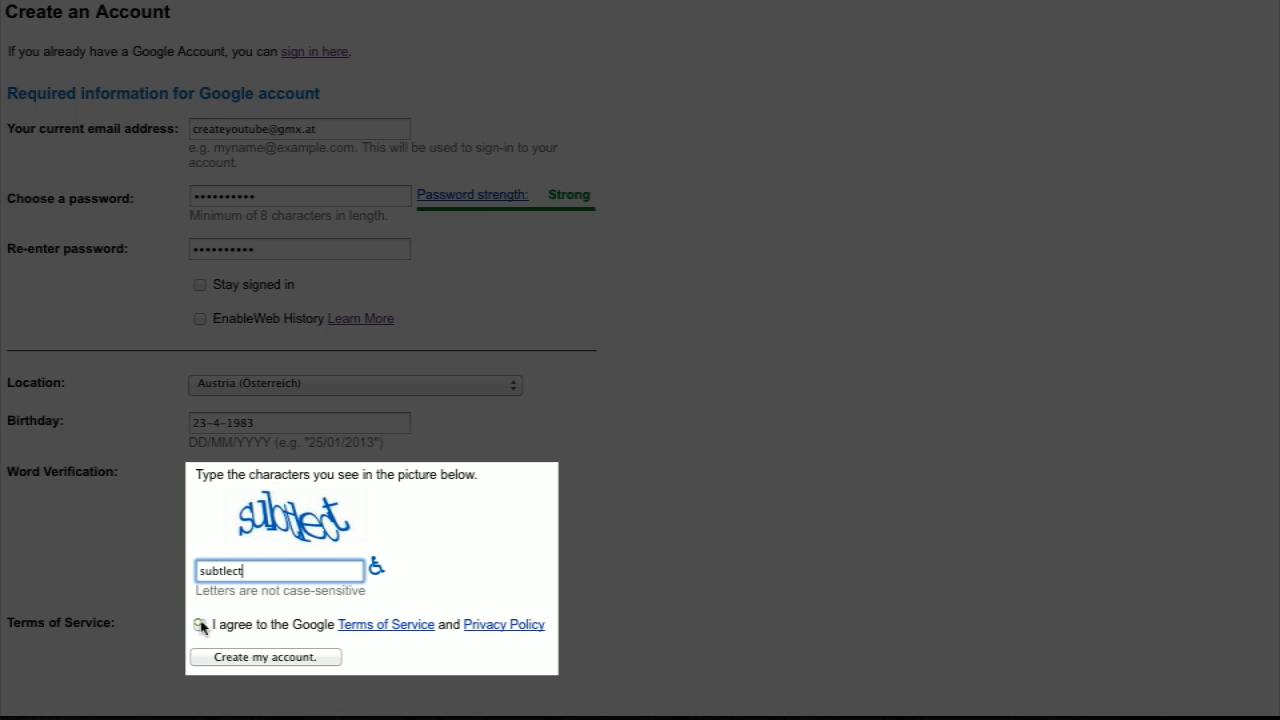 Create an Account
If you already have a Google Account, you can sign in here.
Required information for Google account
Your current email address: createyoutube@gmx.at
e.g. myname@example.com. This will be used to sign-in to your
account.
Choose a password: •••••••••• Password strength: Strong
Minimum of 8 characters in length.
Re-enter password: ••••••••••
Stay signed in
EnableWeb History Learn More
Location: Austria (Österreich)
Birthday: 23-4-1983
DD/MM/YYYY (e.g. "25/01/2013")
Word Verification: Type the characters you see in the picture below.
subtlect
subtlect
Letters are not case-sensitive
Terms of Service: I agree to the Google Terms of Service and Privacy Policy
Create my account.